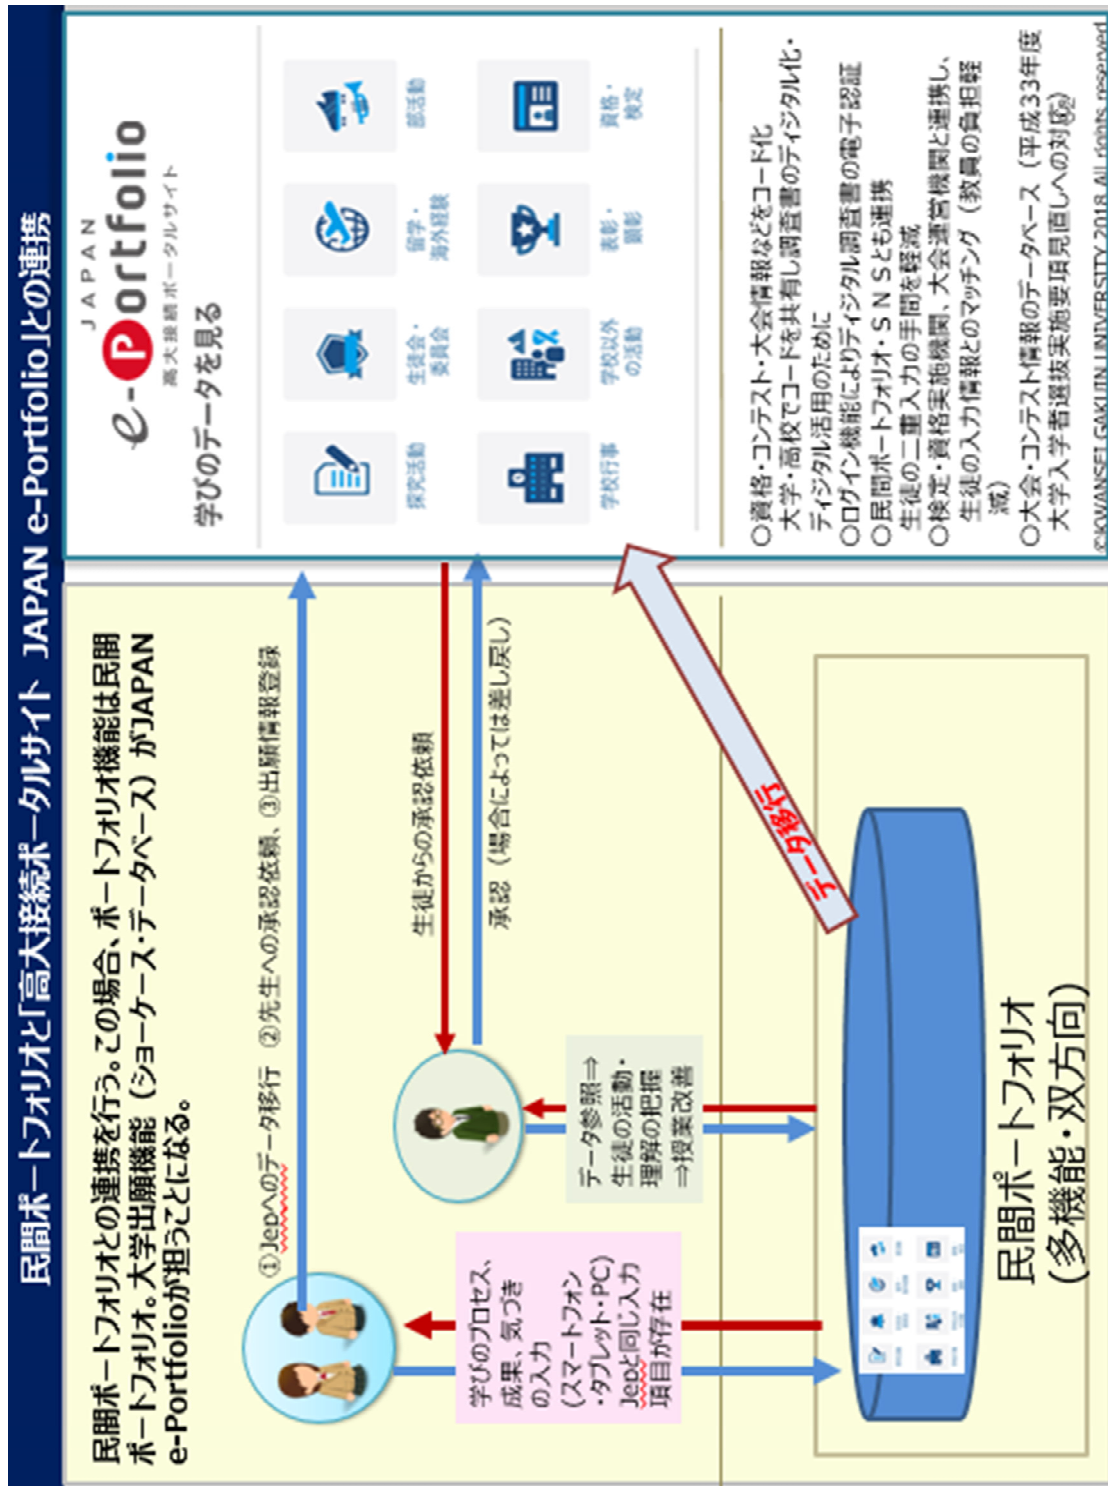 民間ポートフォリオと「高大接続ポータルサイト JAPAN e-Portfolio」との連携
民間ポートフォリオとの連携を行う。この場合、ポートフォリオ機能は民間
ポートフォリオ。大学出願機能（ショーケース・データベース）がJAPAN
e-Portfolioが担うことになる。
①Jepへのデータ移行 ②先生への承認依頼、③出願情報登録
生徒からの承認依頼
承認（場合によっては差し戻し）
学びのプロセス、
成果、気づき
の入力
（スマートフォン
・タブレット・PC）
Jepと同じ入力
項目が存在
データ参照⇒
生徒の活動・
理解の把握
⇒授業改善
データ移行
民間ポートフォリオ
（多機能・双方向）
JAPAN
e-Portfolio
高大接続ポータルサイト
学びのデータを見る
探究活動
生徒会・
委員会
留学・
海外経験
部活動
学校行事
学校以外
の活動
表彰・
顕彰
資格・
検定
〇資格・コンテスト・大会情報などをコード化
大学・高校でコードを共有し調査書のディジタル化・
ディジタル活用のために
〇ログイン機能によりディジタル調査書の電子認証
〇民間ポートフォリオ・ＳＮＳとも連携
生徒の二重入力の手間を軽減
〇検定・資格実施機関、大会運営機関と連携し、
生徒の入力情報とのマッチング（教員の負担軽
減）
〇大会・コンテスト情報のデータベース（平成33年度
大学入学者選抜実施要項見直しへの対応）
©KWANSEI GAKUIN UNIVERSITY 2018 All rights reserved